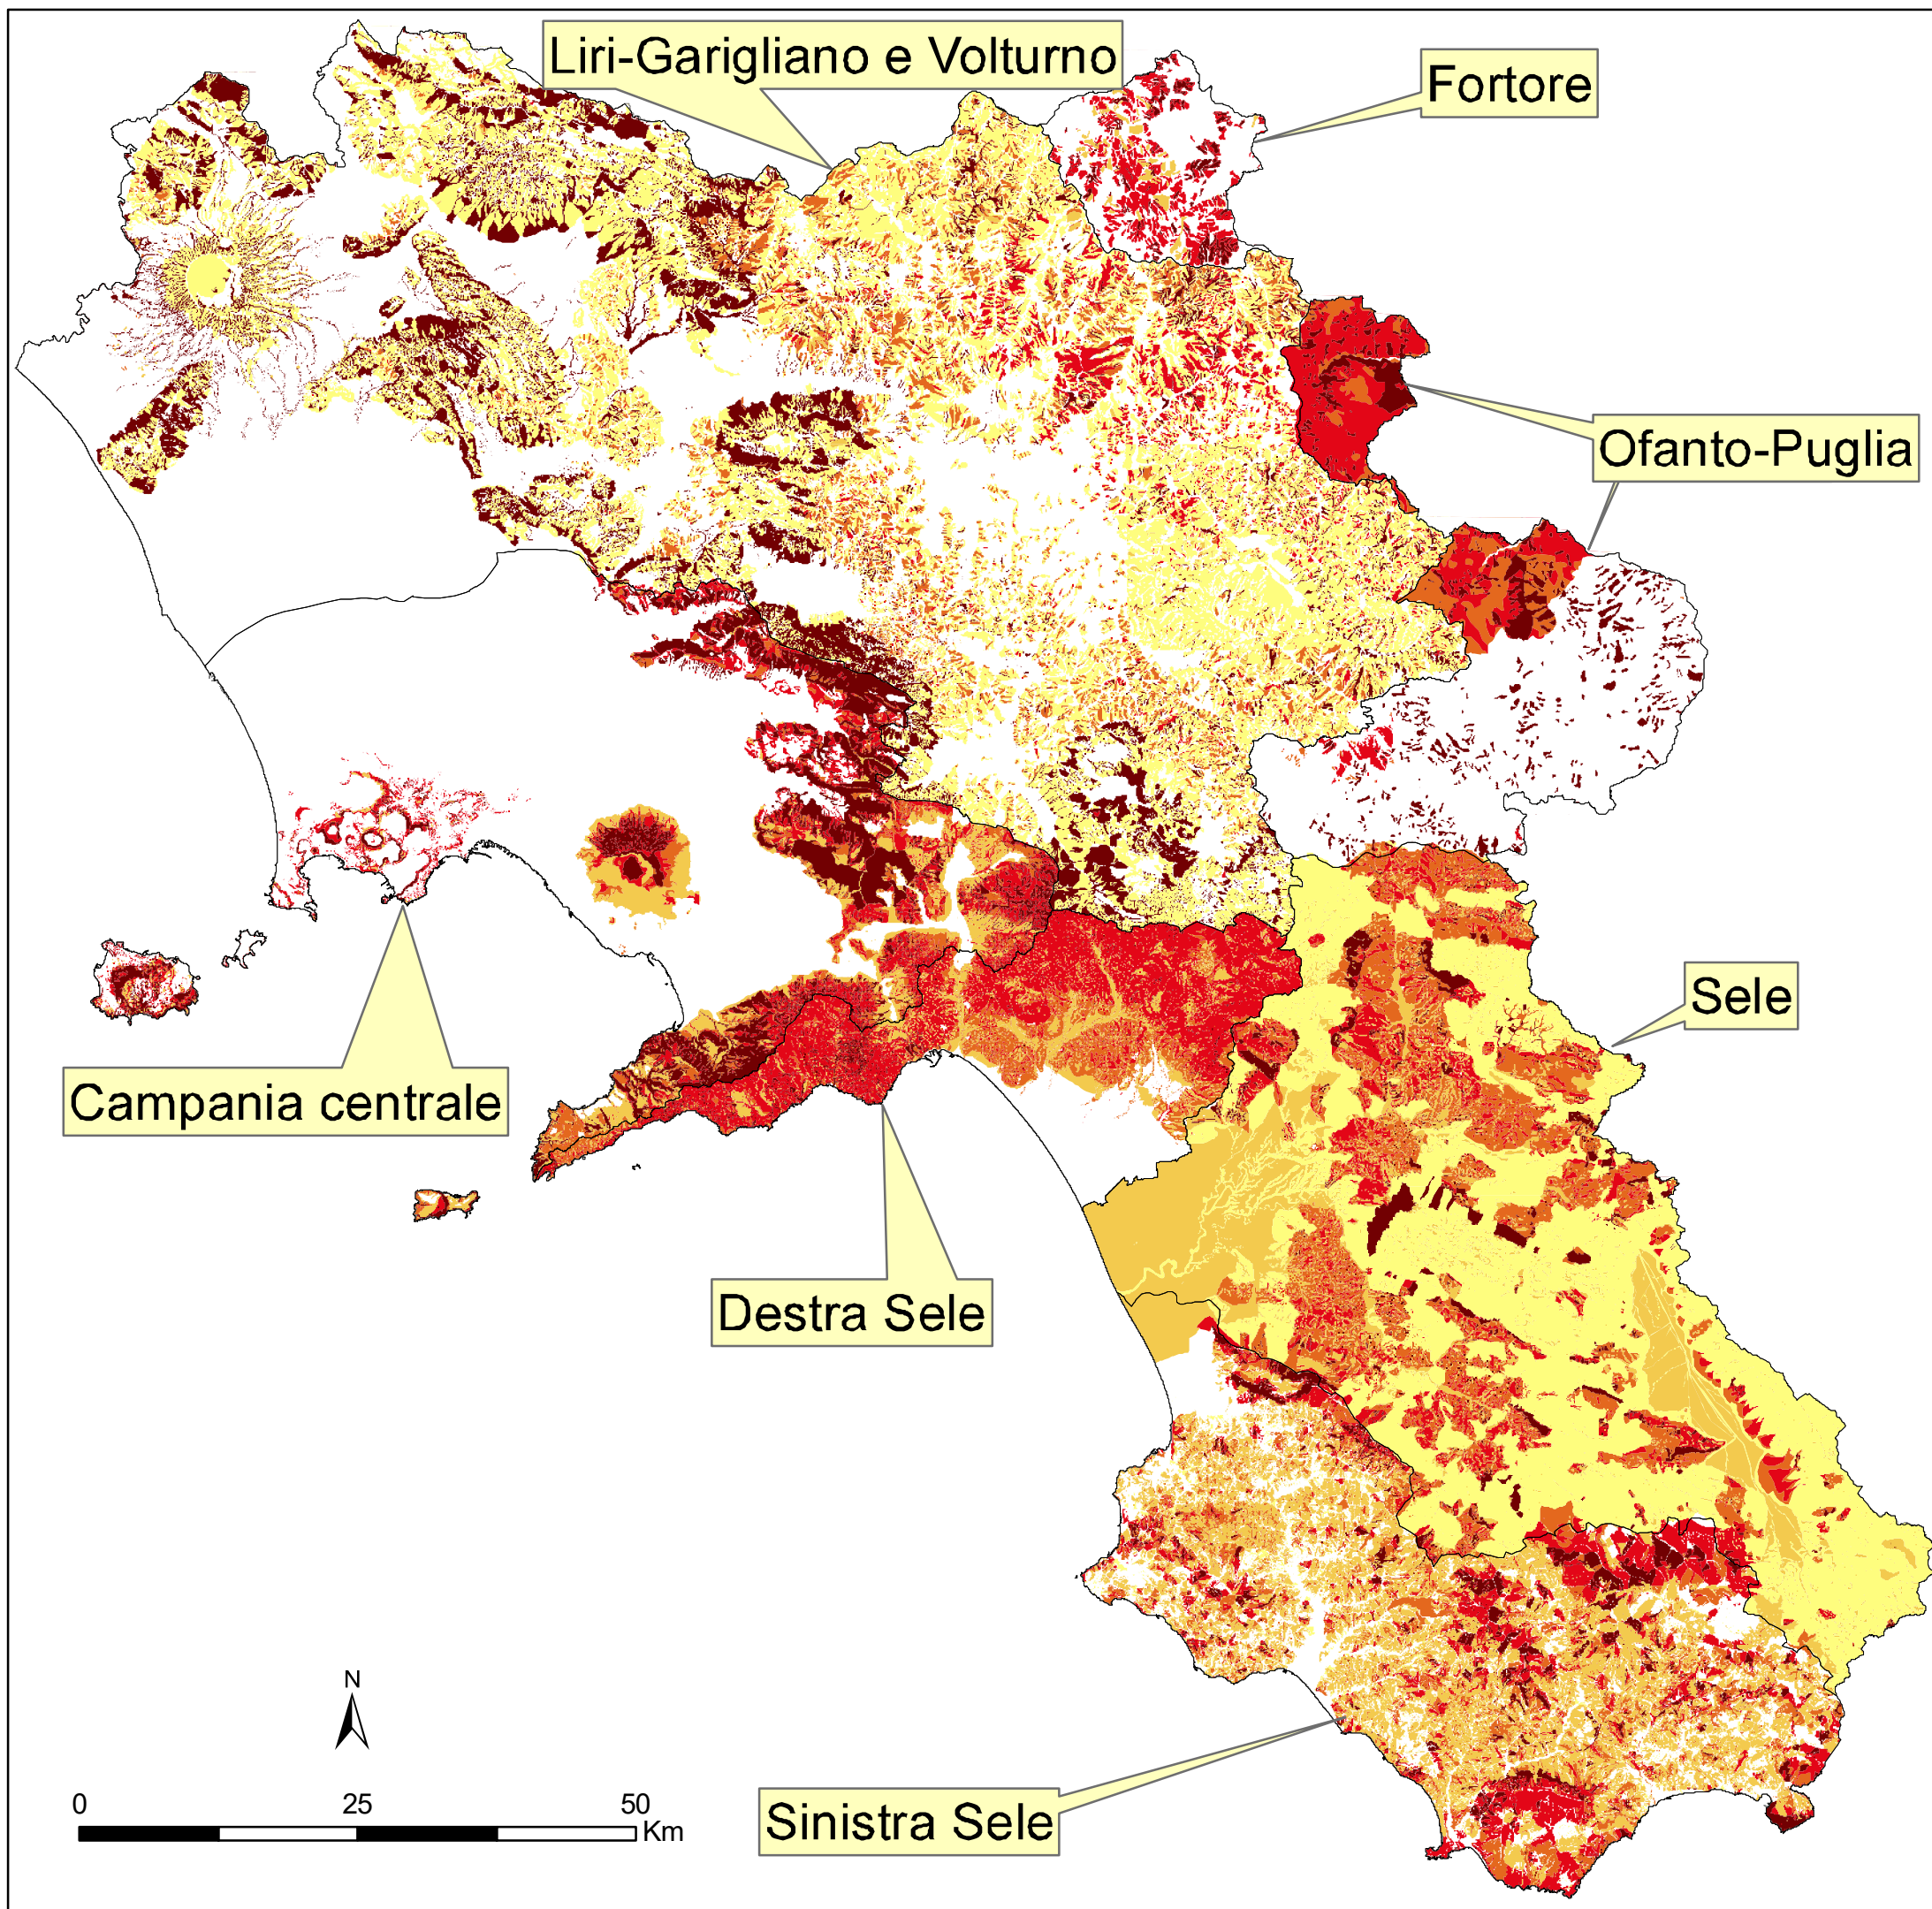 Liri-Garigliano e Volturno
Fortore
Ofanto-Puglia
Sele
Campania centrale
Destra Sele
Sinistra Sele
N
0 25 50
Km